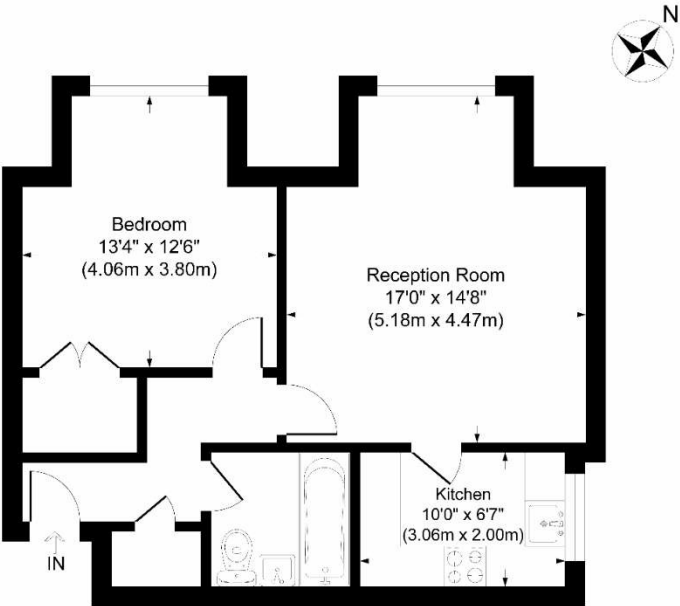 N
Bedroom
13'4" x 12'6"
(4.06m x 3.80m)
Reception Room
17'0" x 14'8"
(5.18m x 4.47m)
Kitchen
10'0" x 6'7"
(3.06m x 2.00m)
IN